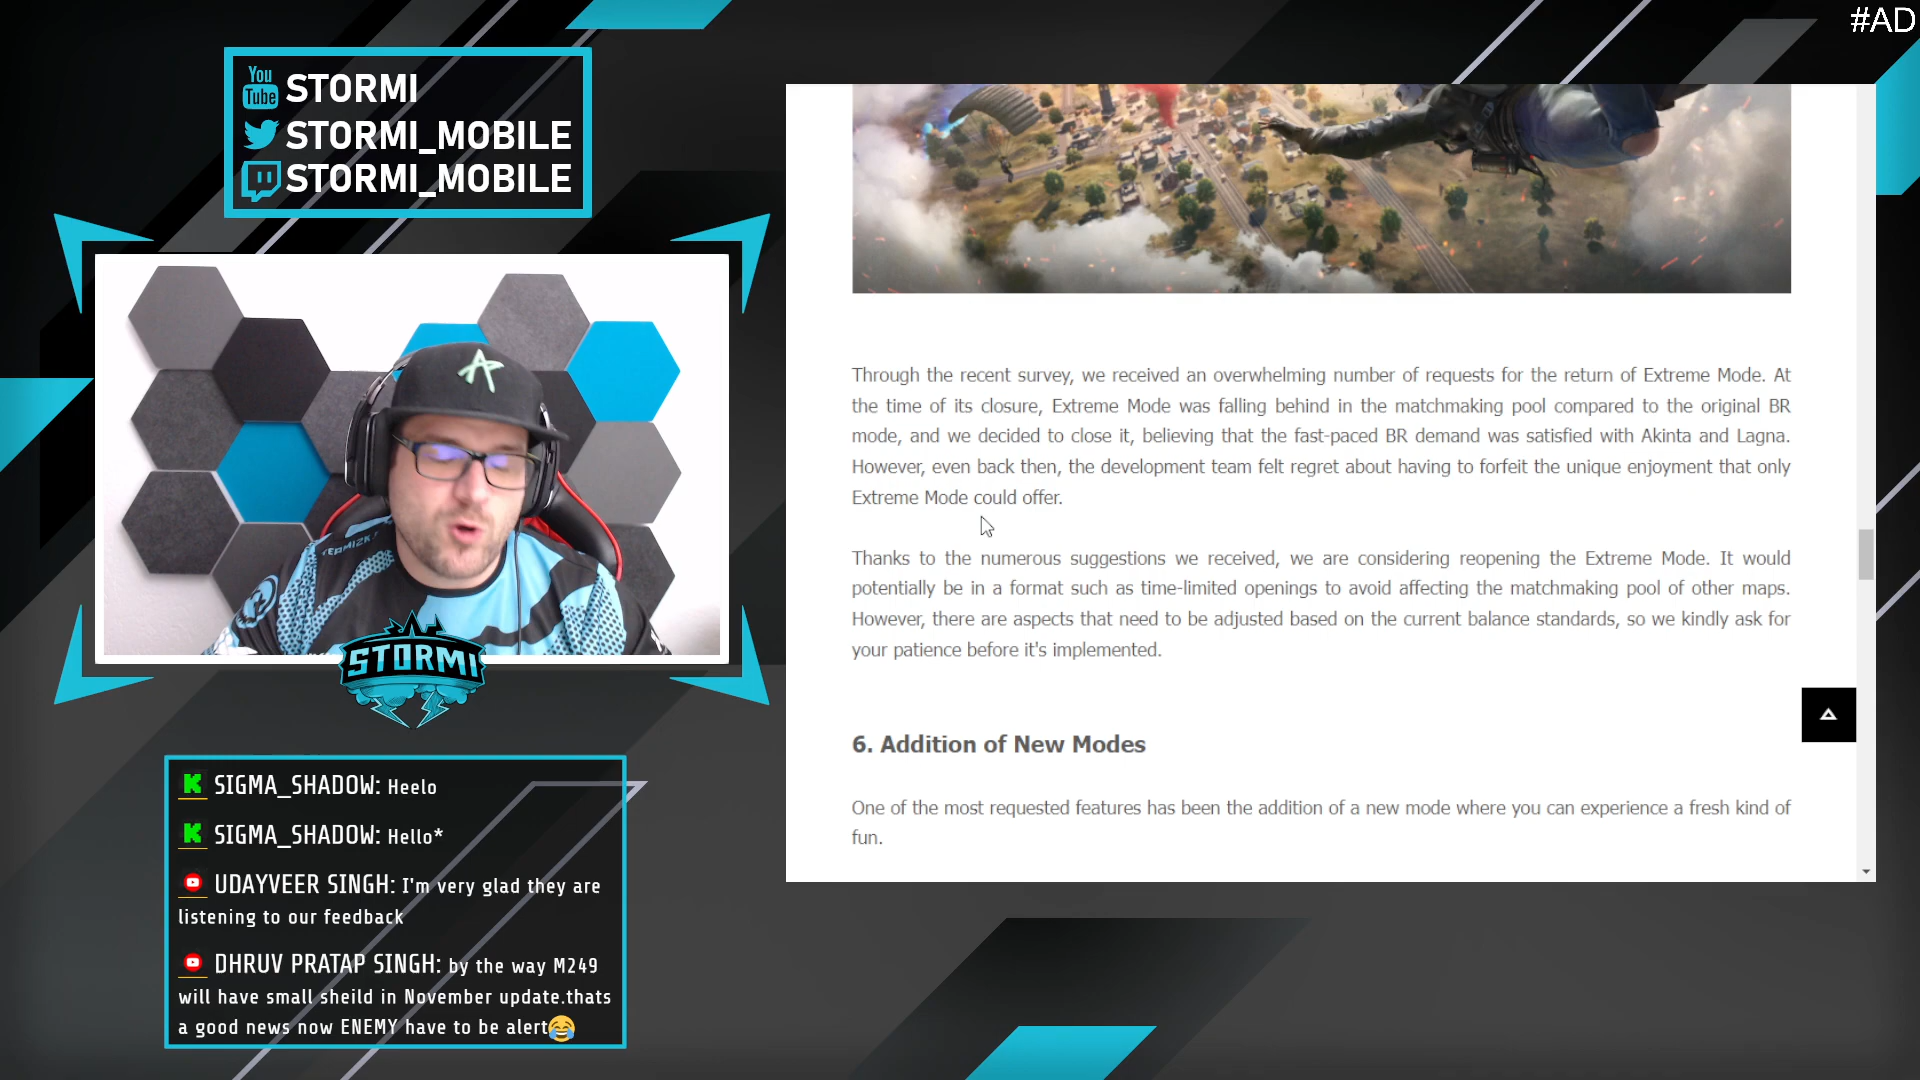 #AD
You
Tube STORMI
STORMI_MOBILE
STORMI_MOBILE
STORMI
K SIGMA_SHADOW: Heelo
K SIGMA_SHADOW: Hello*
UDAYVEER SINGH: I'm very glad they are
listening to our feedback
DHRUV PRATAP SINGH: by the way M249
will have small sheild in November update.thats
a good news now ENEMY have to be alert😂
Through the recent survey, we received an overwhelming number of requests for the return of Extreme Mode. At
the time of its closure, Extreme Mode was falling behind in the matchmaking pool compared to the original BR
mode, and we decided to close it, believing that the fast-paced BR demand was satisfied with Akinta and Lagna.
However, even back then, the development team felt regret about having to forfeit the unique enjoyment that only
Extreme Mode could offer.
Thanks to the numerous suggestions we received, we are considering reopening the Extreme Mode. It would
potentially be in a format such as time-limited openings to avoid affecting the matchmaking pool of other maps.
However, there are aspects that need to be adjusted based on the current balance standards, so we kindly ask for
your patience before it's implemented.
6. Addition of New Modes
One of the most requested features has been the addition of a new mode where you can experience a fresh kind of
fun.